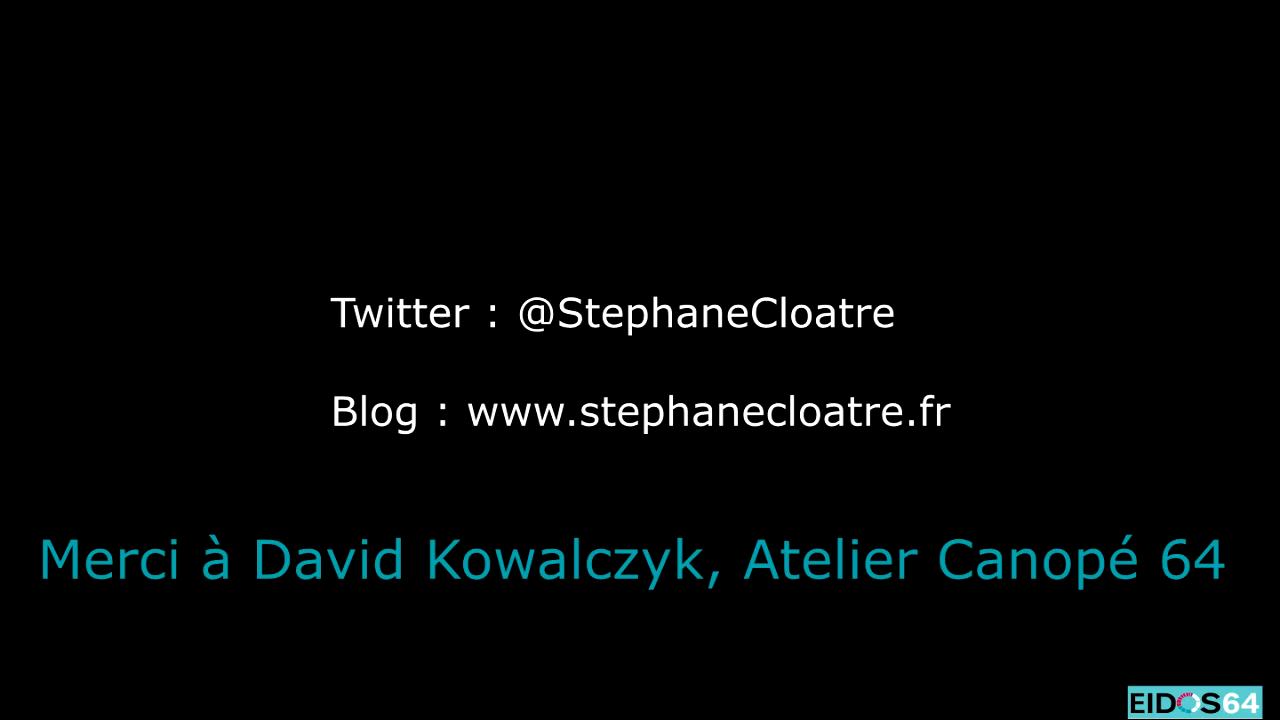 Twitter : @StephaneCloatre
Blog : www.stephanecloatre.fr
Merci à David Kowalczyk, Atelier Canopé 64
EIDOS64